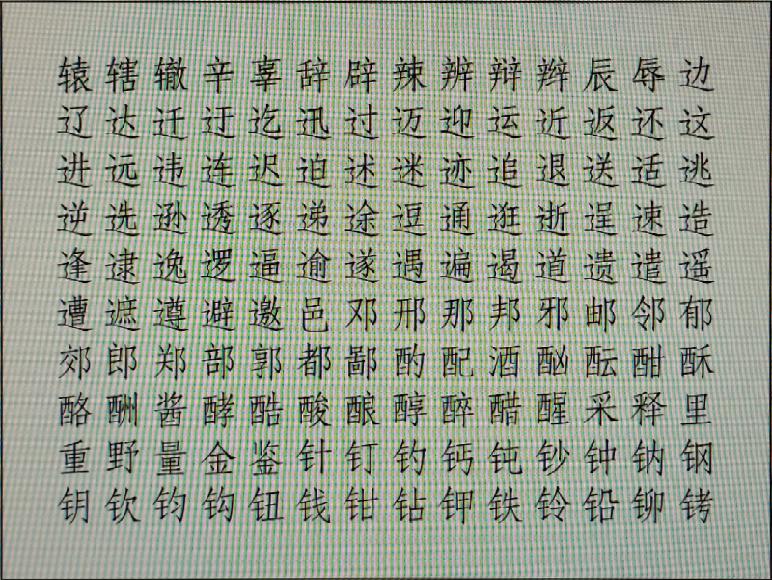 辕辖辙辛辜辞辟辣辨辩辫辰辱边
辽达迁迂迄迅过迈迎运近返还这
进远违连迟迫述迷迹追退送适逃
逆选逊透逐递途逗通逛逝逞速造
逢逮逸逻逼逾遂遇遍遏道遗遣遥
遭遮遵避邀邑邓邢那邦邪邮邻郁
郊郎郑部郭都鄙酌配酒酗酝酣酥
酪酬酱酵酷酸酿醇醉醋醒采释里
重野量金鉴针钉钓钙钝钞钟钠钢
钥钦钧钩钮钱钳钻钾铁铃铅铆铐